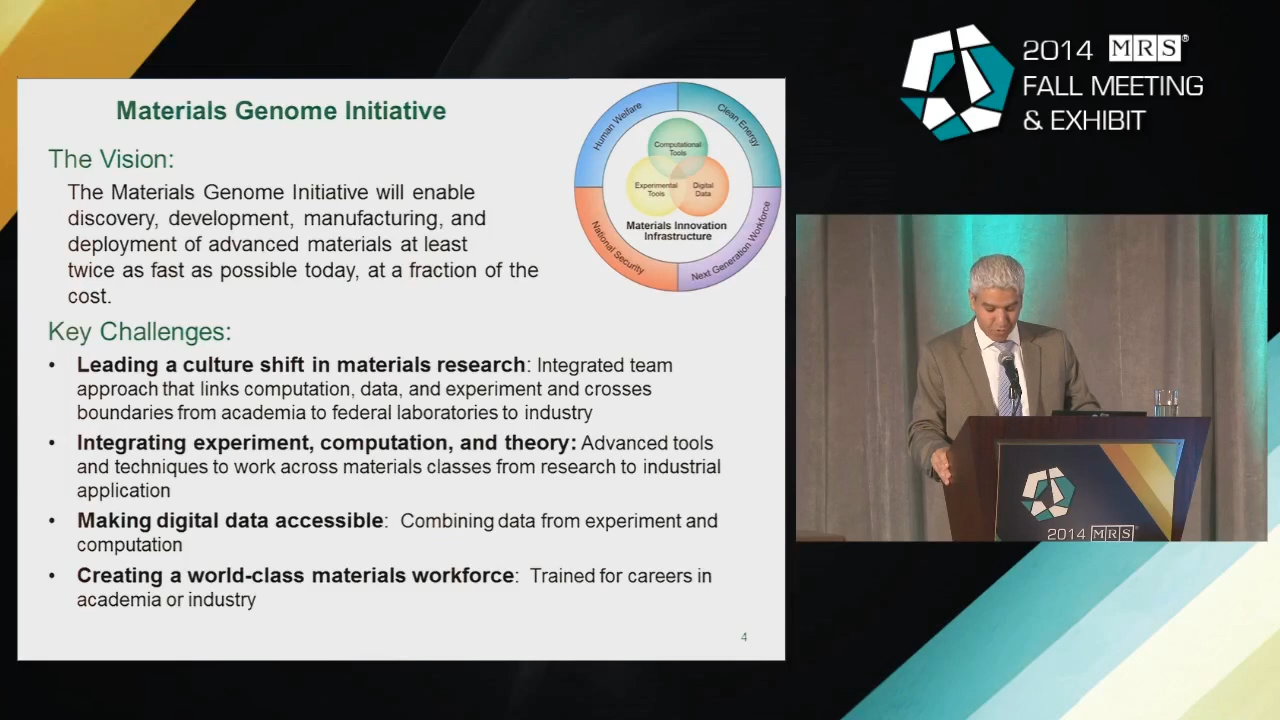 Materials Genome Initiative
The Vision:
The Materials Genome Initiative will enable
discovery, development, manufacturing, and
deployment of advanced materials at least
twice as fast as possible today, at a fraction of the
cost.
Key Challenges:
• Leading a culture shift in materials research: Integrated team
approach that links computation, data, and experiment and crosses
boundaries from academia to federal laboratories to industry
• Integrating experiment, computation, and theory: Advanced tools
and techniques to work across materials classes from research to industrial
application
• Making digital data accessible: Combining data from experiment and
computation
• Creating a world-class materials workforce: Trained for careers in
academia or industry
4
Human Welfare
Clean Energy
Computational
Tools
Experimental
Tools
Digital
Data
Materials Innovation
Infrastructure
National Security
Next Generation Workforce
2014 MRS®
FALL MEETING
& EXHIBIT
2014 MRS